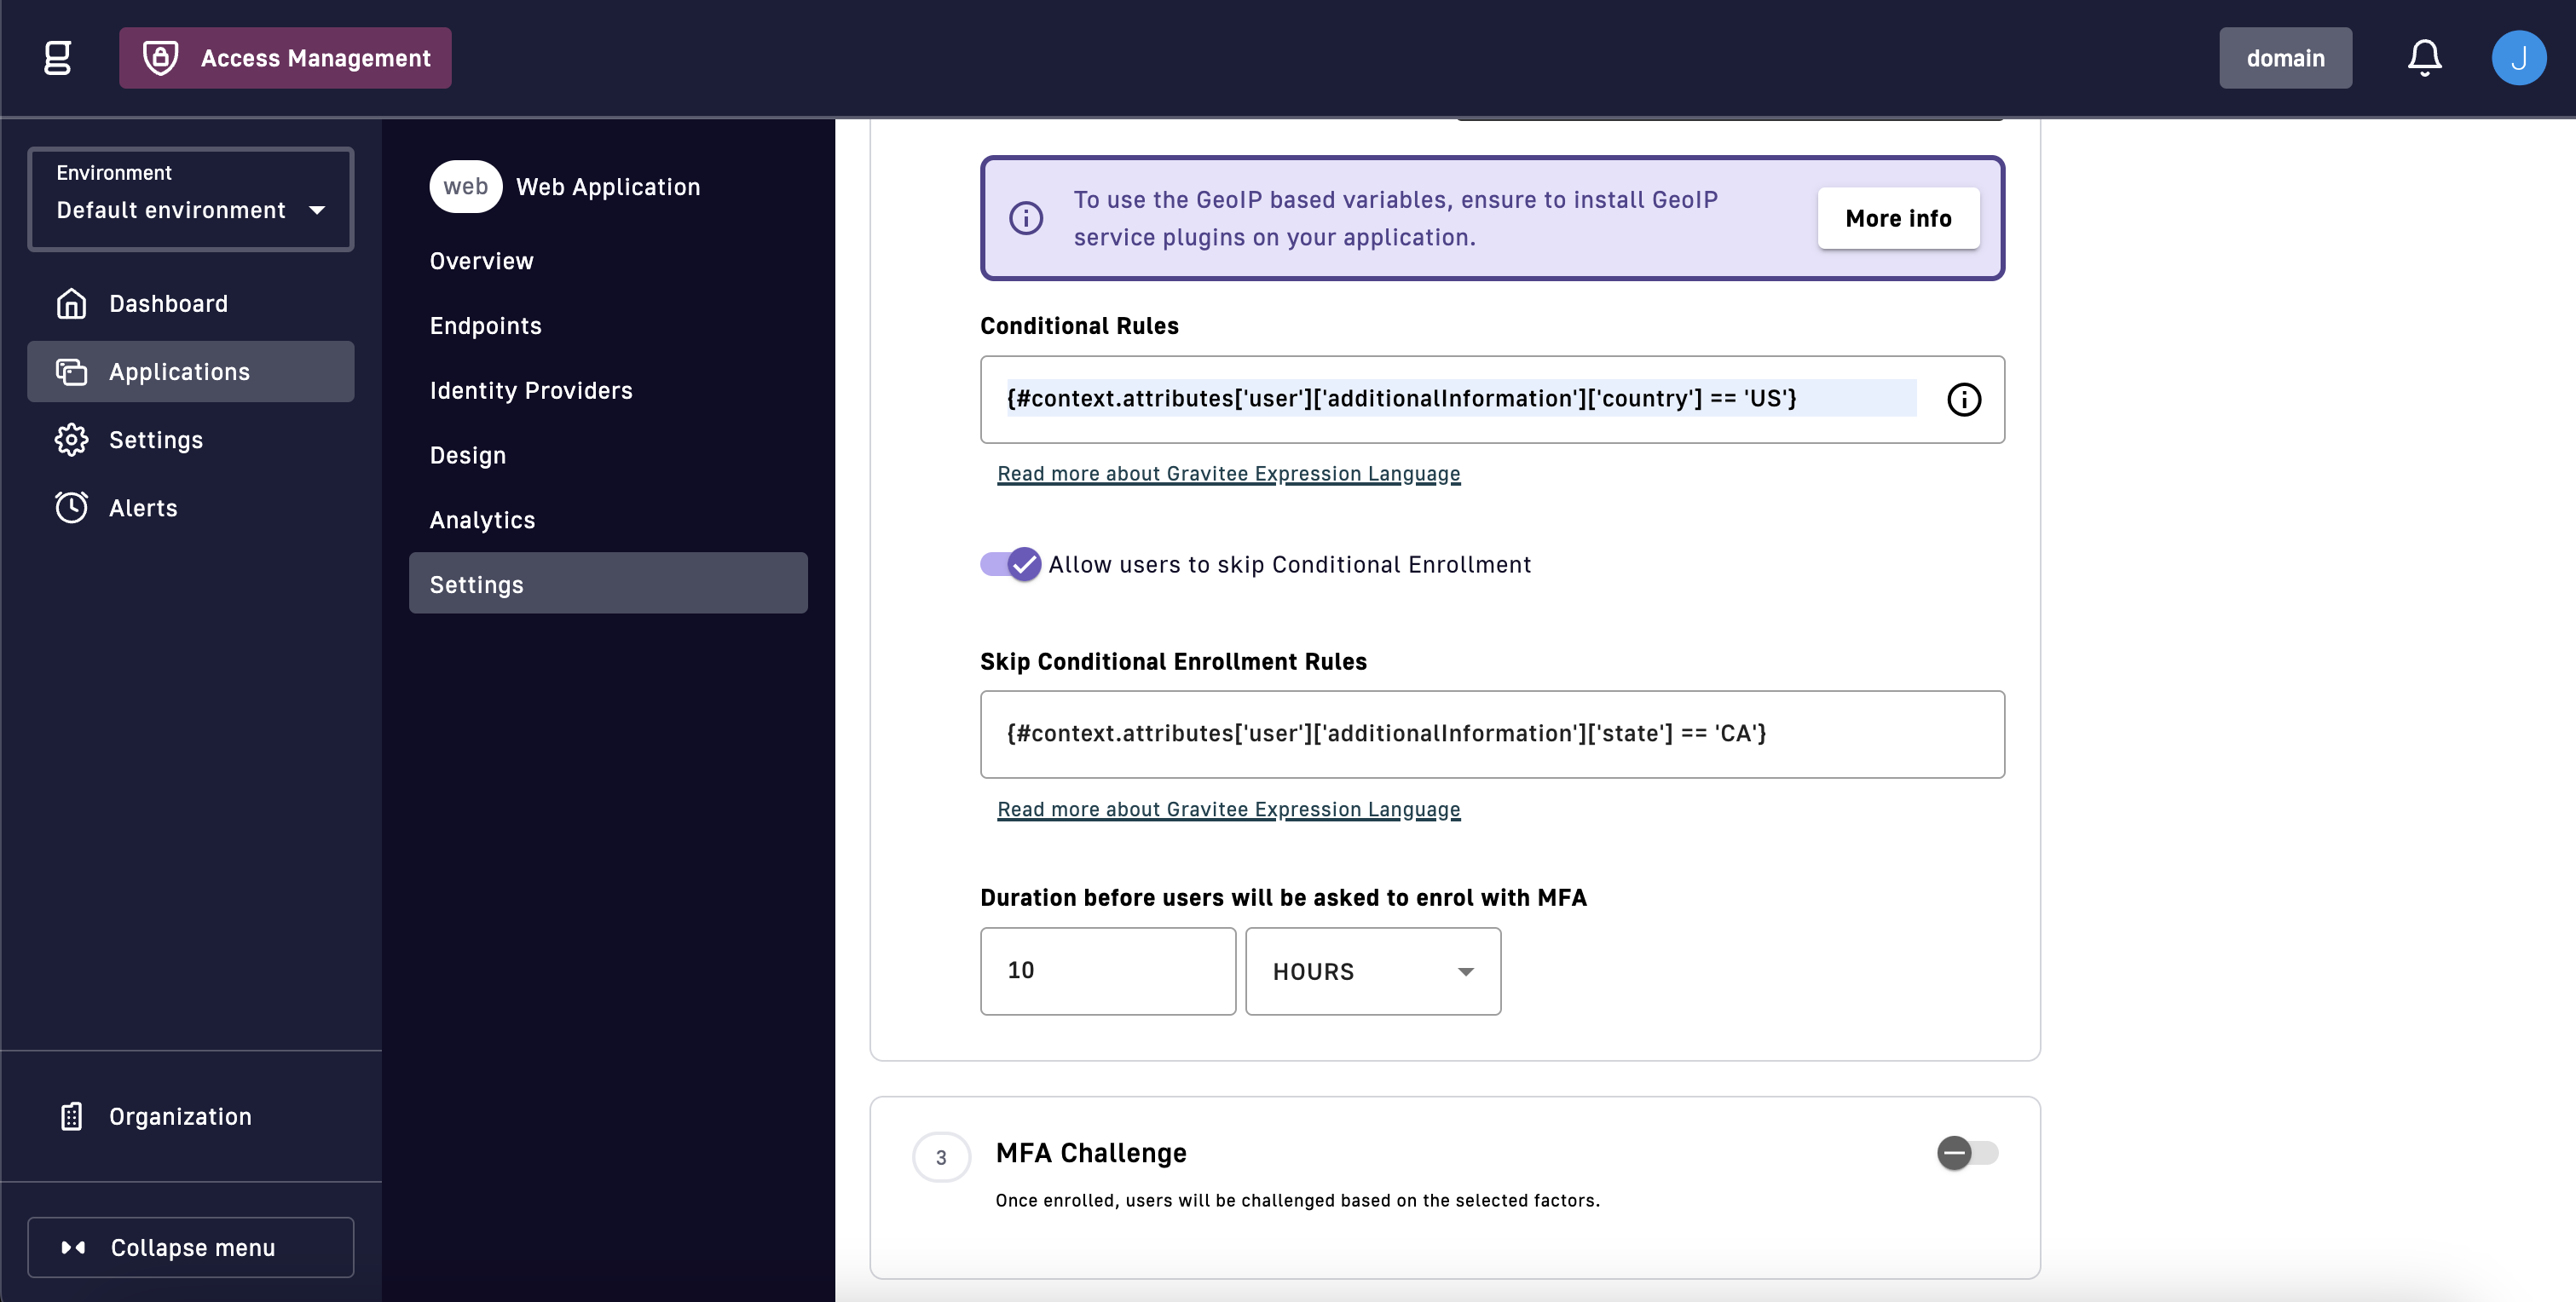 g
Access Management
domain
J
Environment
Default environment
Dashboard
Applications
Settings
Alerts
Organization
Collapse menu
web Web Application
Overview
Endpoints
Identity Providers
Design
Analytics
Settings
To use the GeoIP based variables, ensure to install GeoIP
service plugins on your application.
More info
Conditional Rules
{#context.attributes['user']['additionalInformation']['country'] == 'US'}
Read more about Gravitee Expression Language
Allow users to skip Conditional Enrollment
Skip Conditional Enrollment Rules
{#context.attributes['user']['additionalInformation']['state'] == 'CA'}
Read more about Gravitee Expression Language
Duration before users will be asked to enrol with MFA
10
HOURS
3
MFA Challenge
Once enrolled, users will be challenged based on the selected factors.